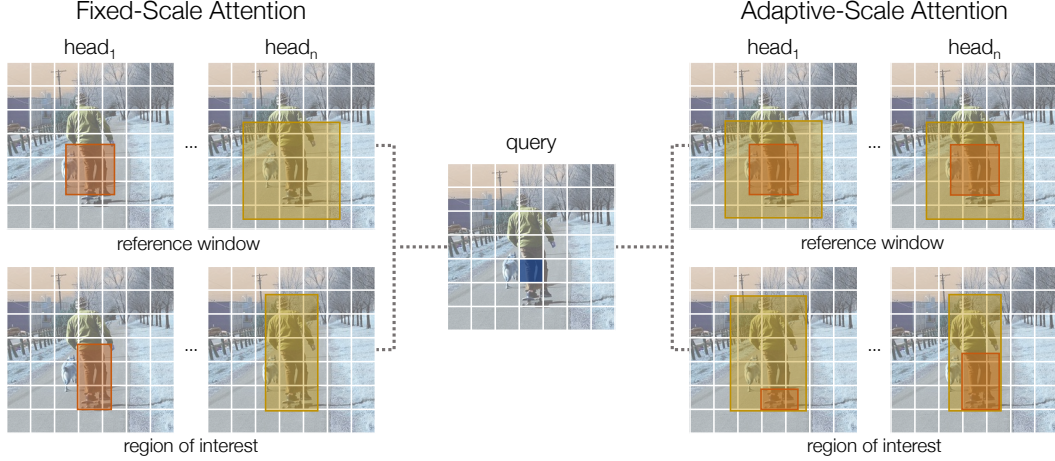 Fixed-Scale Attention
Adaptive-Scale Attention
head1
headn
head1
headn
...
...
query
reference window
reference window
...
...
region of interest
region of interest